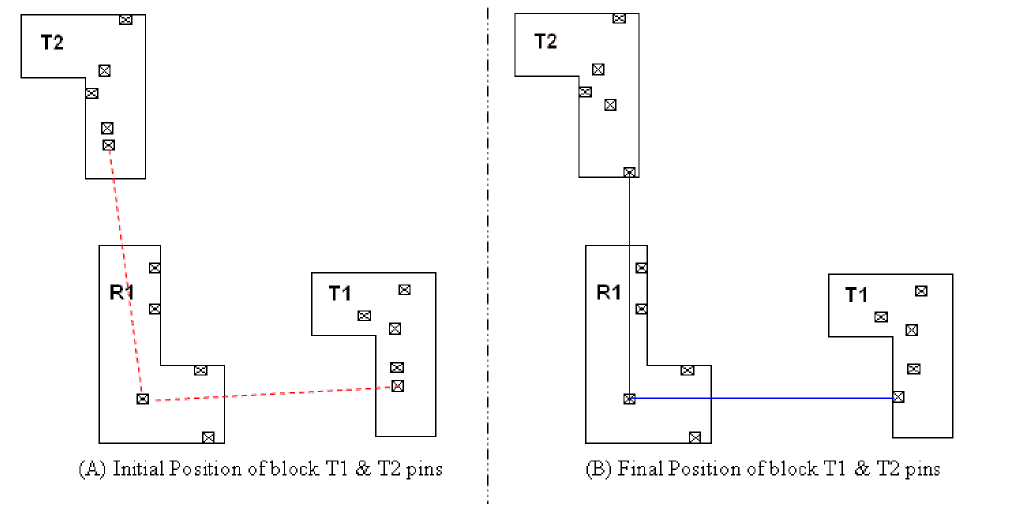 T2
R1
T1
(A) Initial Position of block T1 & T2 pins
T2
R1
T1
(B) Final Position of block T1 & T2 pins